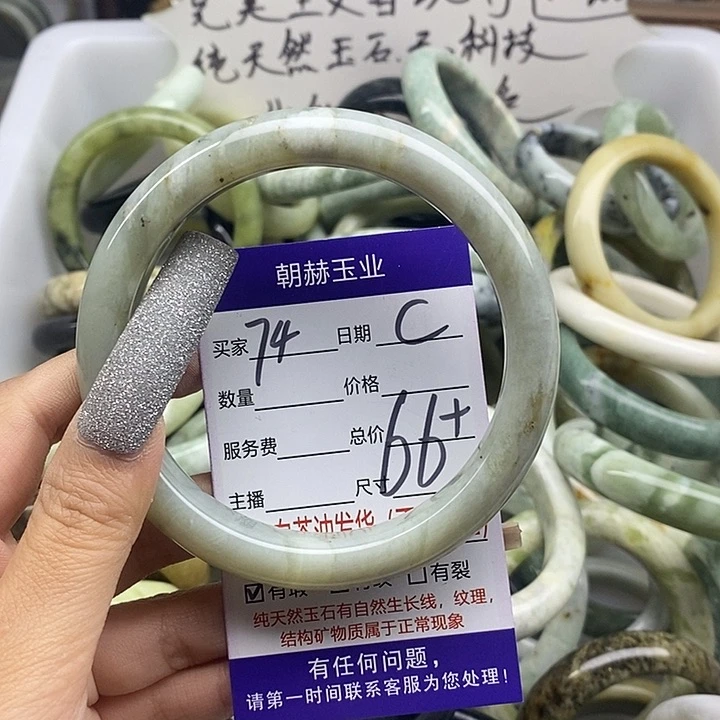 纯天然玉石无科技
朝赫玉业
买家 74 日期 C
数量 价格
服务费 总价
主播 尺寸 66+
有裂
纯天然玉石有自然生长线，纹理，
结构矿物质属于正常现象
有任何问题，
请第一时间联系客服为您处理！